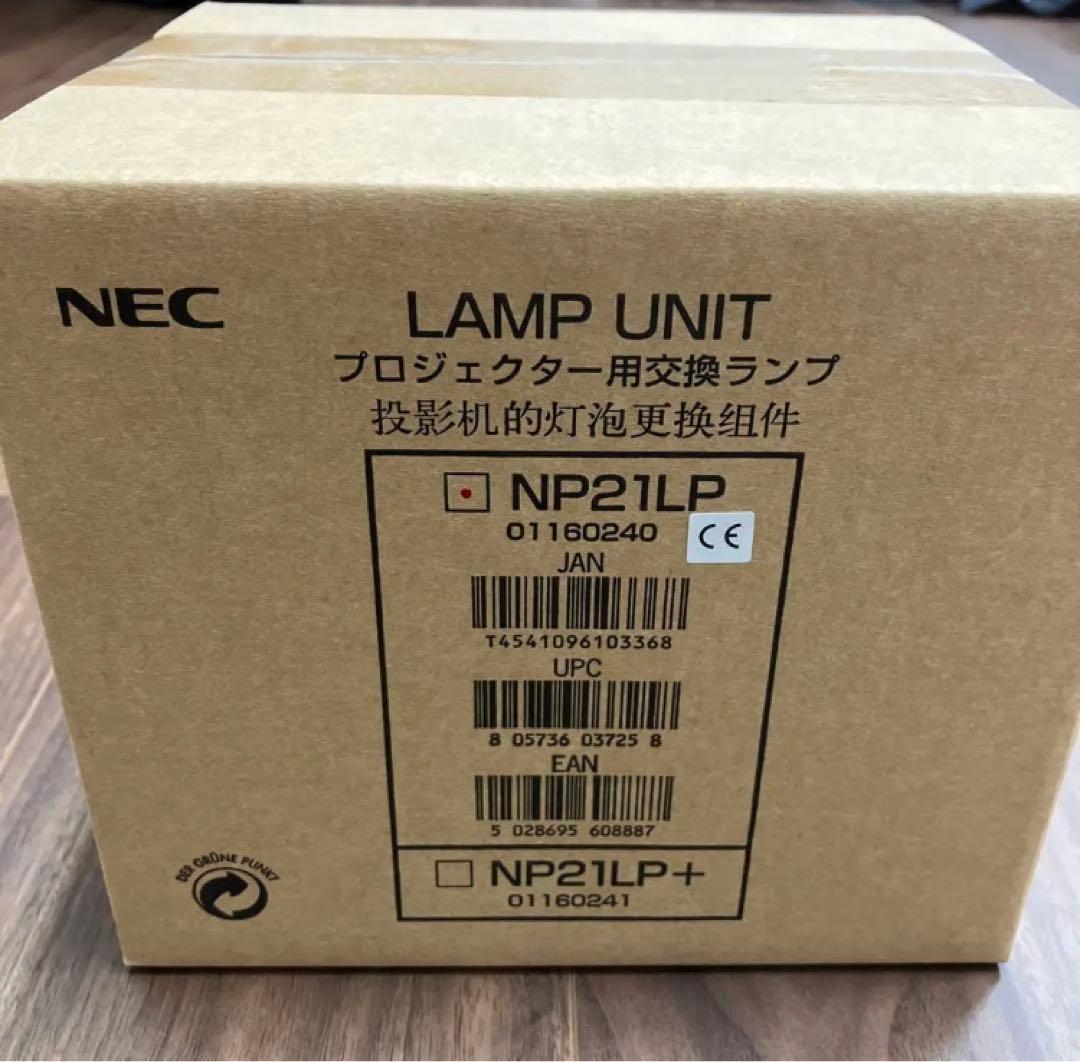 NEC
LAMP UNIT
プロジェクター用交換ランプ
投影机的灯泡更换组件
NP21LP
01160240
CE
JAN
T4541096103368
UPC
8 05736 03725 8
EAN
5 028695 608887
NP21LP+
01160241
DER GRÜNE PUNKT